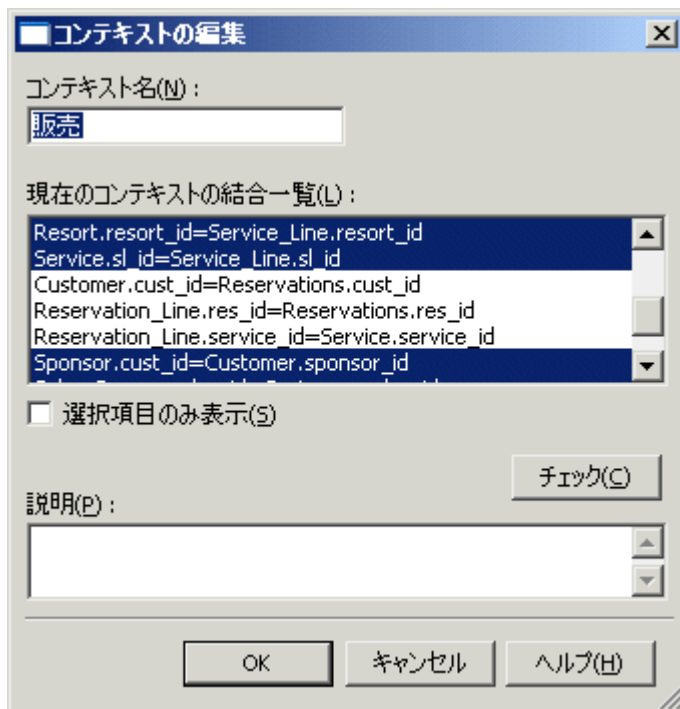 コンテキストの編集
コンテキスト名(N)：
販売
現在のコンテキストの結合一覧(L)：
Resort.resort_id=Service_Line.resort_id
Service.sl_id=Service_Line.sl_id
Customer.cust_id=Reservations.cust_id
Reservation_Line.res_id=Reservations.res_id
Reservation_Line.service_id=Service.service_id
Sponsor.cust_id=Customer.sponsor_id
選択項目のみ表示(S)
チェック(C)
説明(P)：
OK
キャンセル
ヘルプ(H)